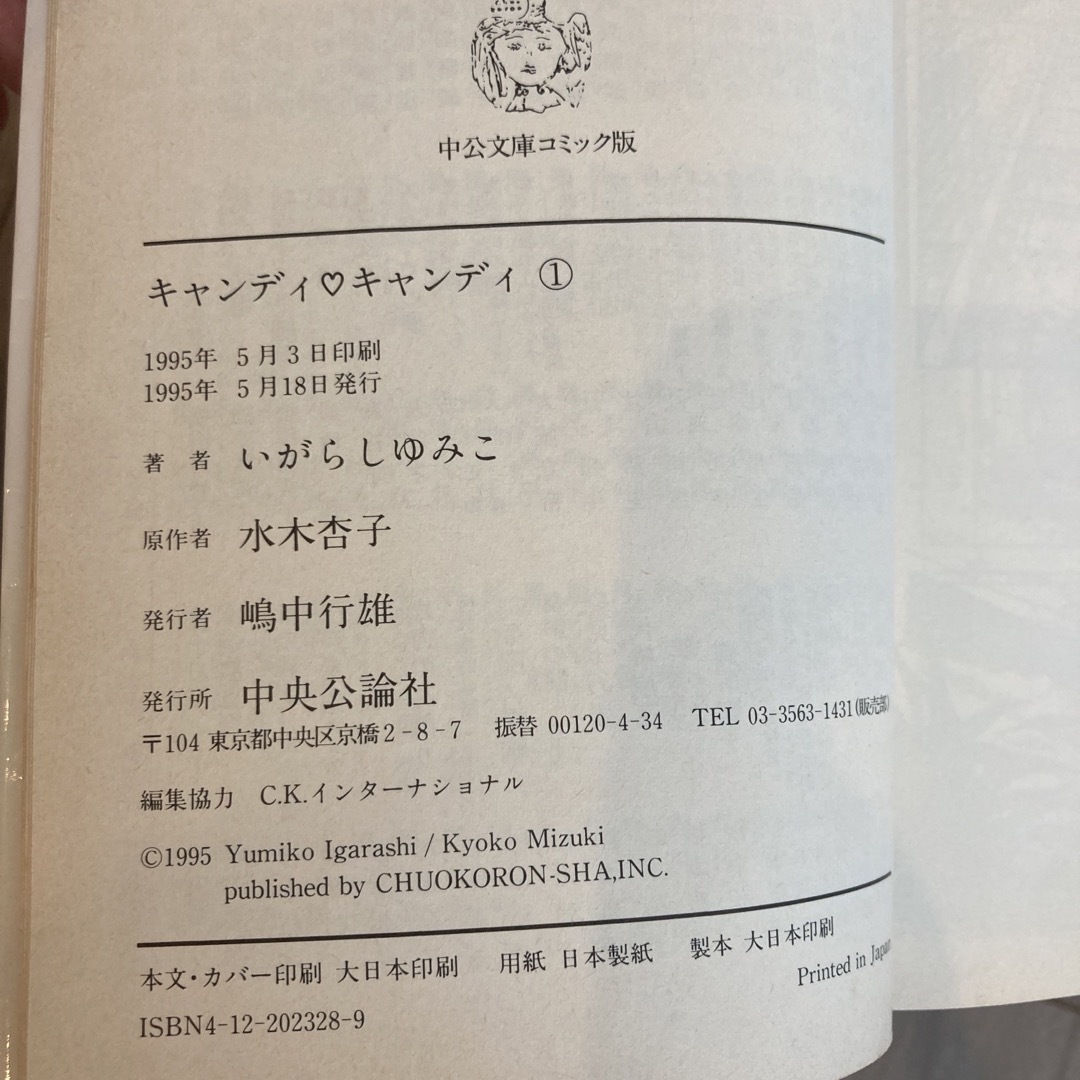 中公文庫コミック版
キャンディ♡キャンディ ①
1995年 5月3日印刷
1995年 5月18日発行
著 者 いがらしゆみこ
原作者 水木杏子
発行者 嶋中行雄
発行所 中央公論社
〒104 東京都中央区京橋2-8-7 振替 00120-4-34 TEL 03-3563-1431(販売部)
編集協力 C.K.インターナショナル
©1995 Yumiko Igarashi / Kyoko Mizuki
published by CHUOKORON-SHA,INC.
本文・カバー印刷 大日本印刷 用紙 日本製紙 製本 大日本印刷
Printed in Japan
ISBN4-12-202328-9